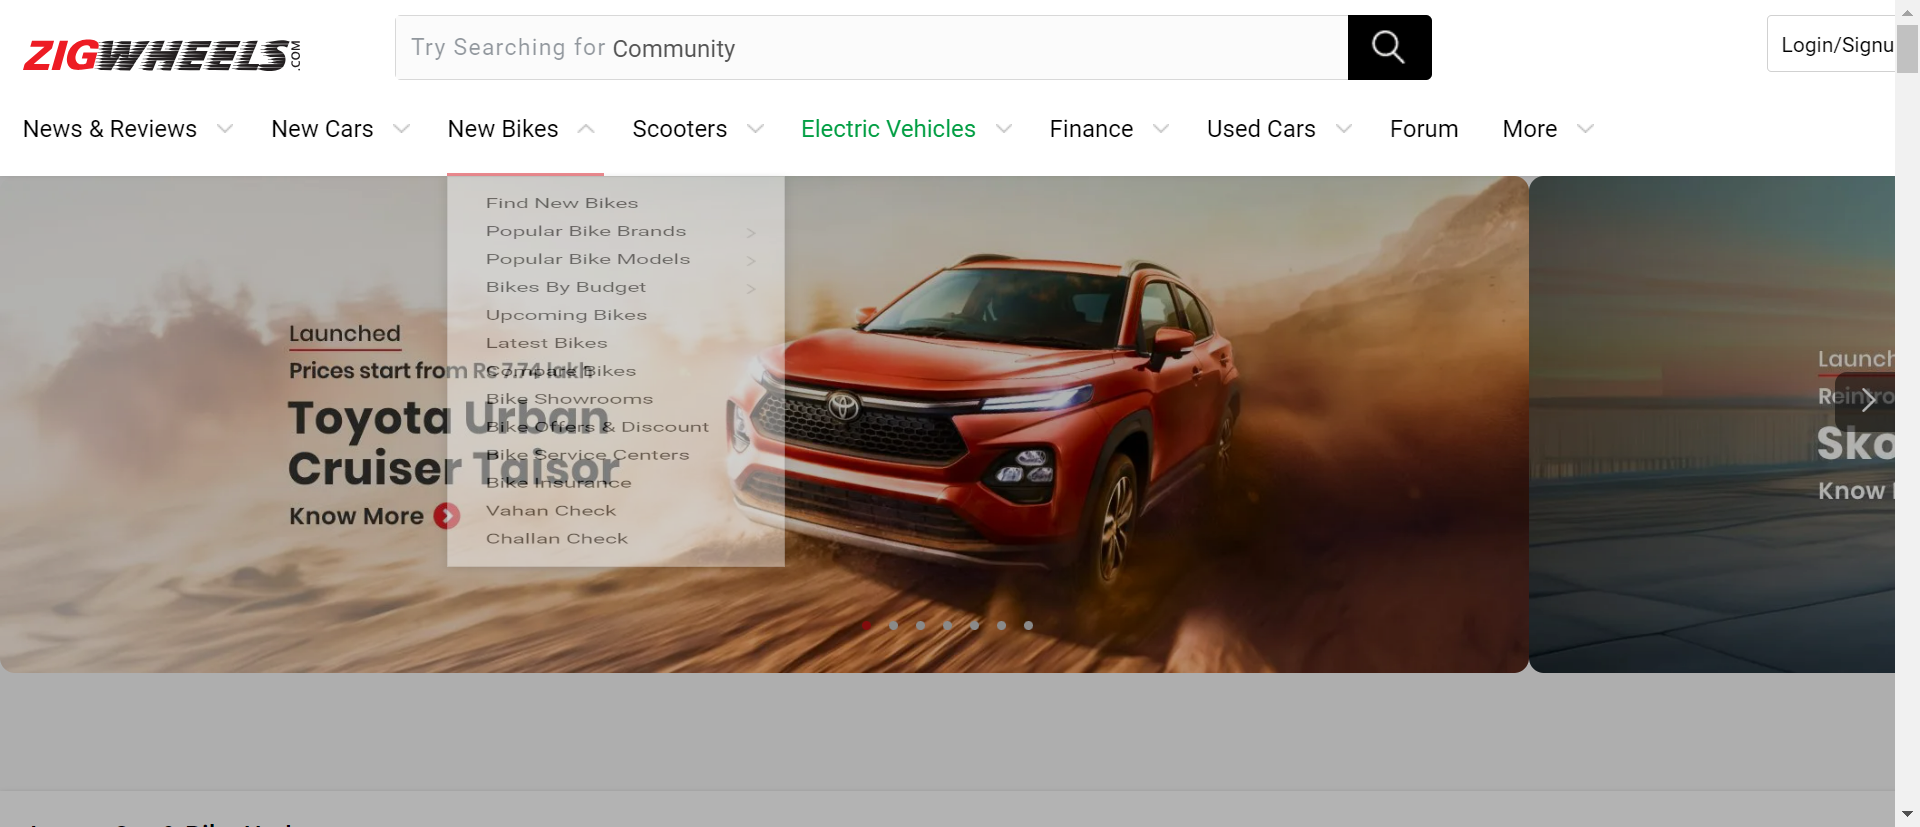 ZIGWHEELS.COM
Try Searching for Community
Login/Signu
News & Reviews New Cars New Bikes Scooters Electric Vehicles Finance Used Cars Forum More
Find New Bikes
Popular Bike Brands
Popular Bike Models
Bikes By Budget
Upcoming Bikes
Latest Bikes
Compare Bikes
Bike Showrooms
Bike Offers & Discount
Bike Service Centers
Bike Insurance
Vahan Check
Challan Check
Launched
Prices start from Rs 7.74 lakh
Toyota Urban
Cruiser Taisor
Know More
Launch
Reintro
Sko
Know